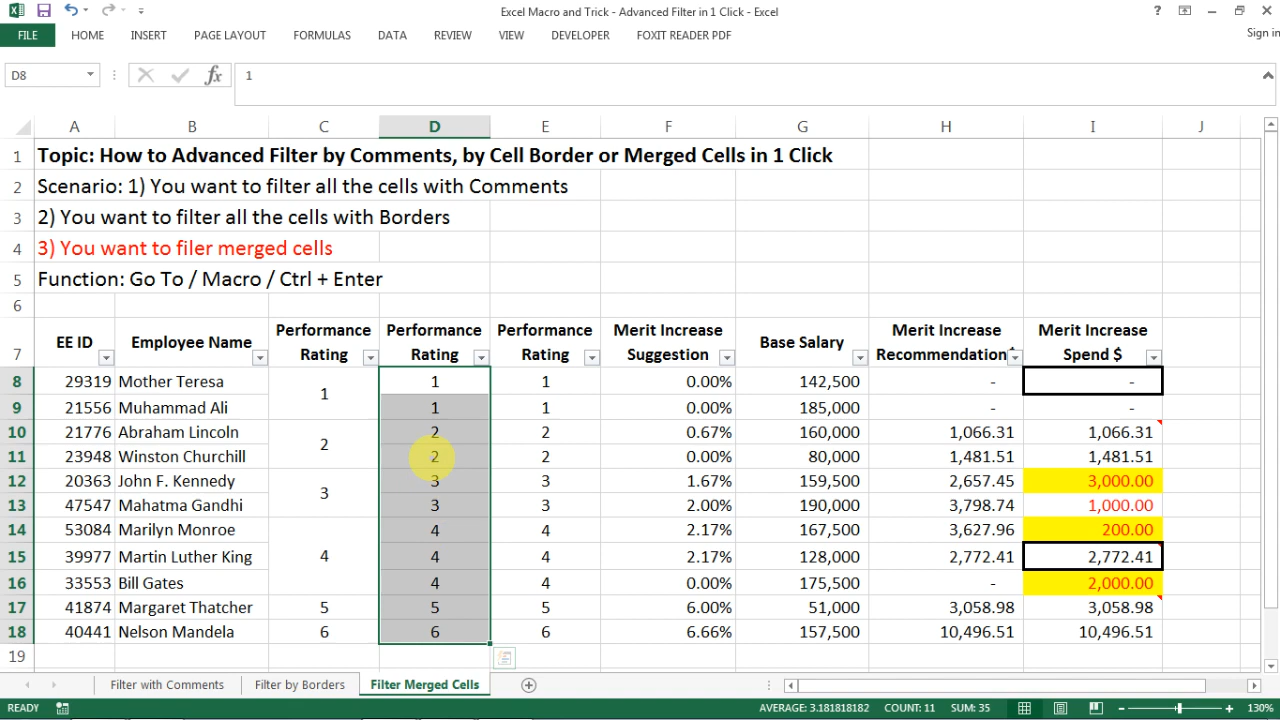 Excel Macro and Trick - Advanced Filter in 1 Click - Excel
?
FILE HOME INSERT PAGE LAYOUT FORMULAS DATA REVIEW VIEW DEVELOPER FOXIT READER PDF Sign in
D8 fx 1
A B C D E F G H I J
1 Topic: How to Advanced Filter by Comments, by Cell Border or Merged Cells in 1 Click
2 Scenario: 1) You want to filter all the cells with Comments
3 2) You want to filter all the cells with Borders
4 3) You want to filer merged cells
5 Function: Go To / Macro / Ctrl + Enter
6
Performance Performance Performance Merit Increase Merit Increase Merit Increase
7 EE ID Employee Name Rating Rating Rating Suggestion Base Salary Recommendation Spend $
8 29319 Mother Teresa 1 1 1 0.00% 142,500 - -
9 21556 Muhammad Ali 1 1 0.00% 185,000 - -
10 21776 Abraham Lincoln 2 2 2 0.67% 160,000 1,066.31 1,066.31
11 23948 Winston Churchill 2 2 0.00% 80,000 1,481.51 1,481.51
12 20363 John F. Kennedy 3 3 3 1.67% 159,500 2,657.45 3,000.00
13 47547 Mahatma Gandhi 3 3 2.00% 190,000 3,798.74 1,000.00
14 53084 Marilyn Monroe 4 4 2.17% 167,500 3,627.96 200.00
15 39977 Martin Luther King 4 4 4 2.17% 128,000 2,772.41 2,772.41
16 33553 Bill Gates 4 4 0.00% 175,500 - 2,000.00
17 41874 Margaret Thatcher 5 5 5 6.00% 51,000 3,058.98 3,058.98
18 40441 Nelson Mandela 6 6 6 6.66% 157,500 10,496.51 10,496.51
19
Filter with Comments Filter by Borders Filter Merged Cells
READY AVERAGE: 3.181818182 COUNT: 11 SUM: 35 130%